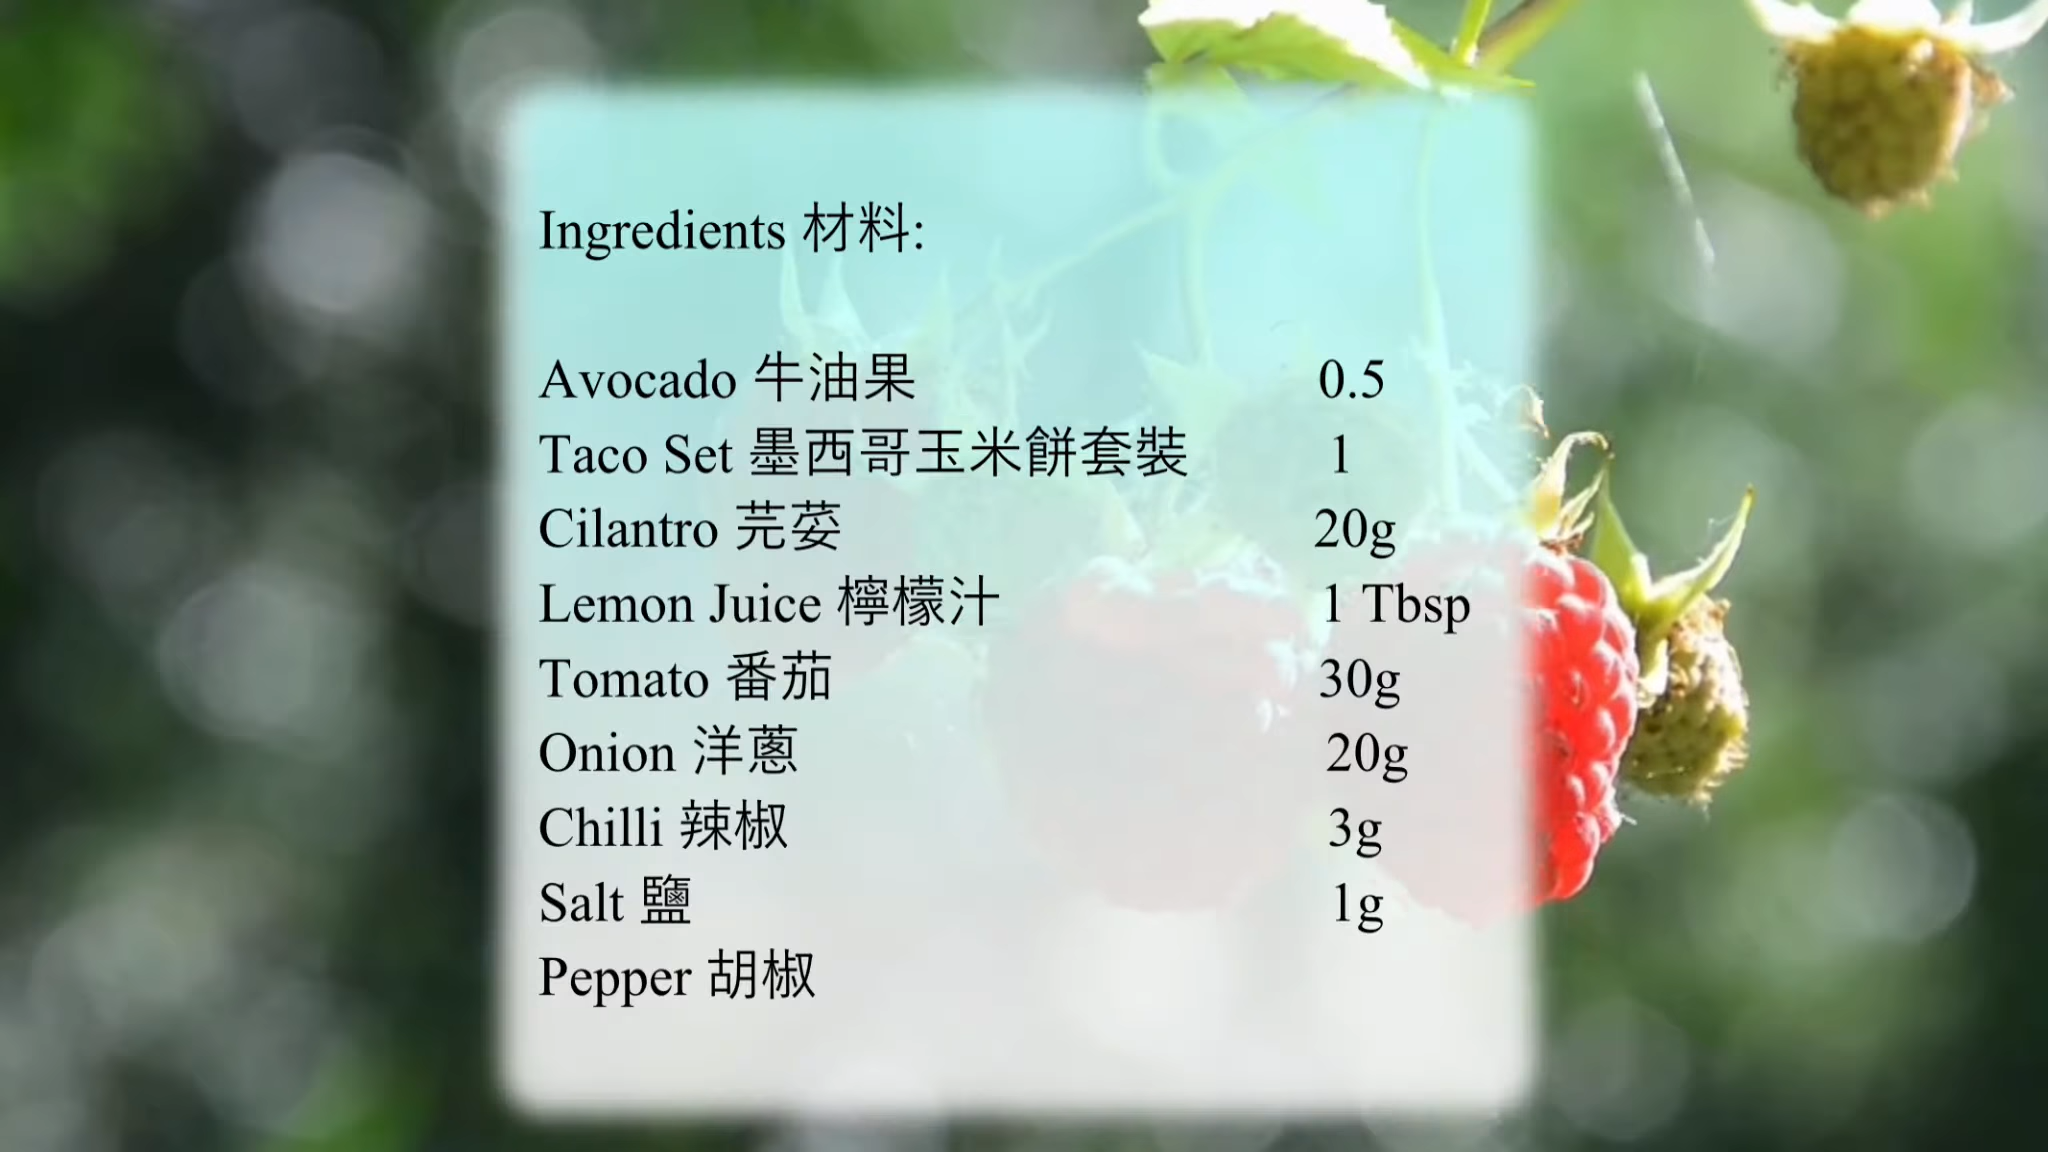 Ingredients 材料:
Avocado 牛油果 0.5
Taco Set 墨西哥玉米餅套裝 1
Cilantro 芫荽 20g
Lemon Juice 檸檬汁 1 Tbsp
Tomato 番茄 30g
Onion 洋蔥 20g
Chilli 辣椒 3g
Salt 鹽 1g
Pepper 胡椒